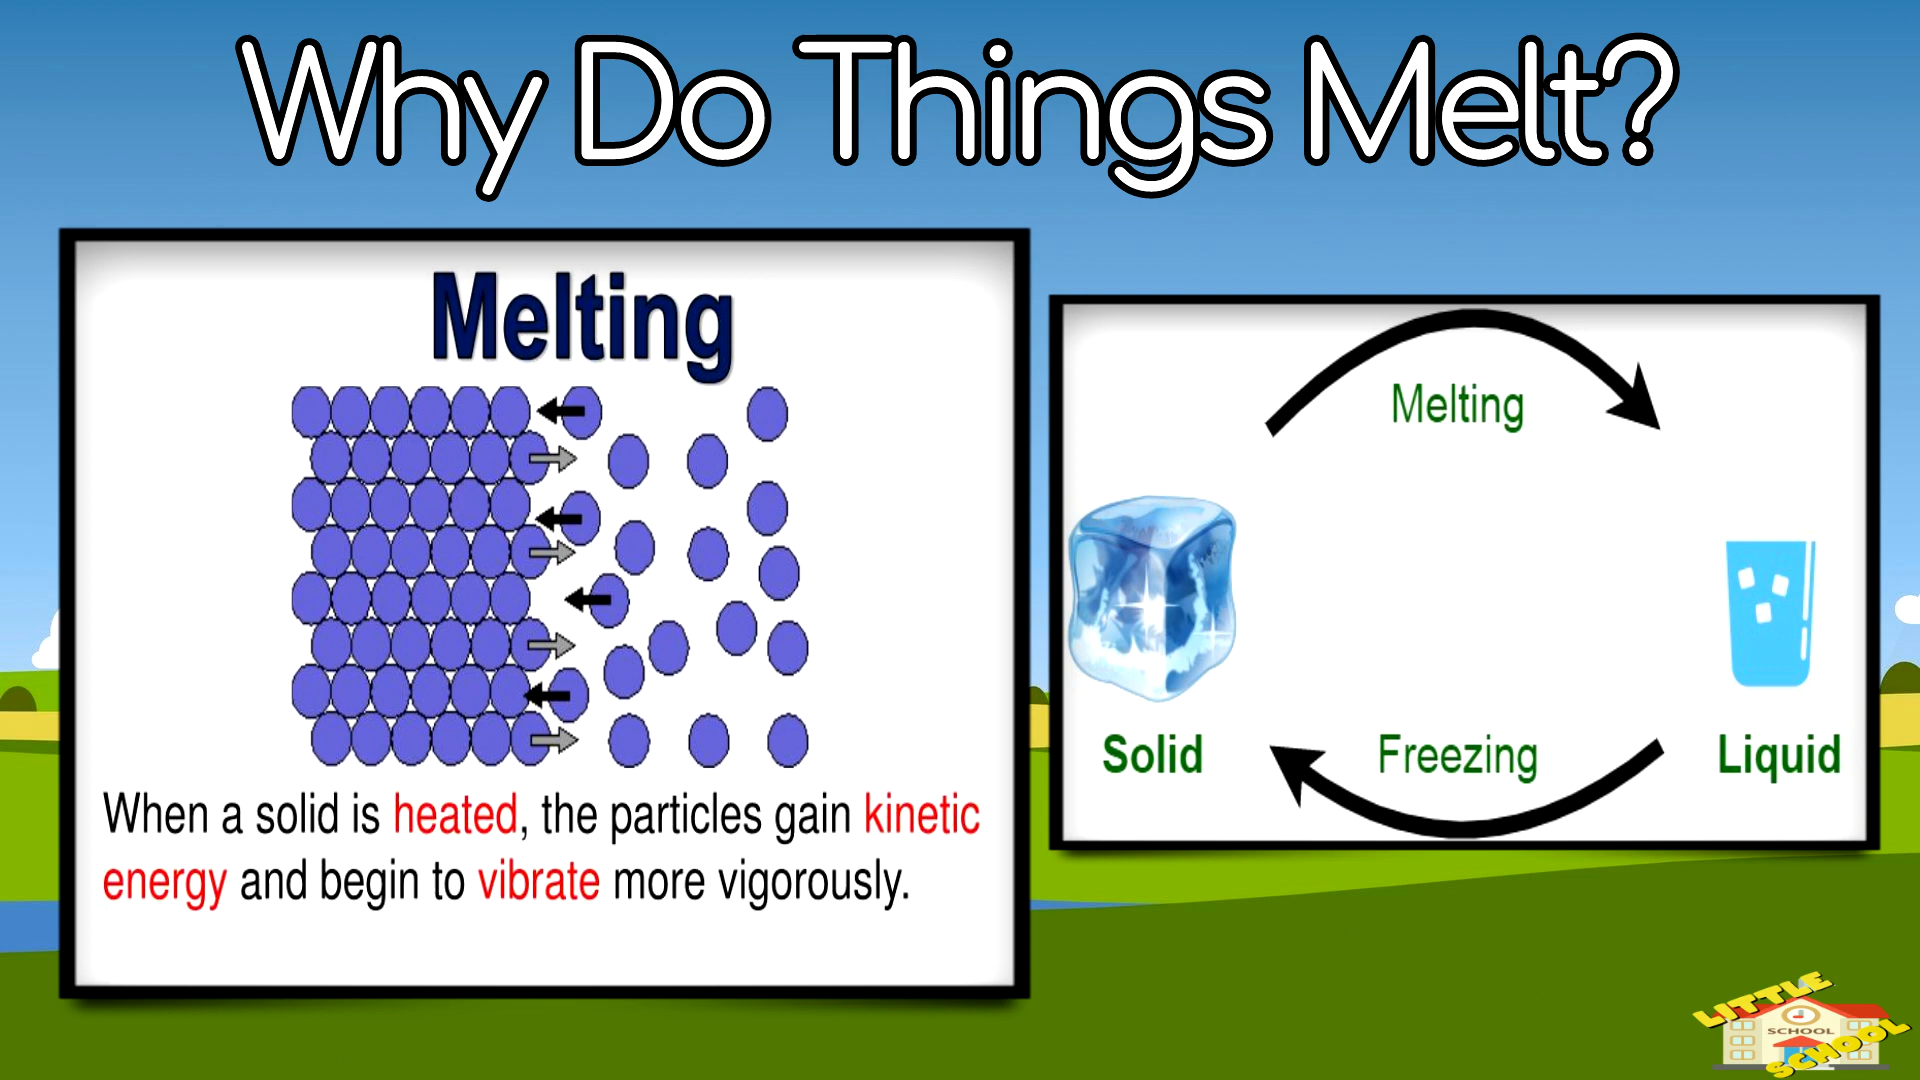 Why Do Things Melt?
Melting
When a solid is heated, the particles gain kinetic
energy and begin to vibrate more vigorously.
Melting
Solid
Freezing
Liquid
LITTLE
SCHOOL
SCHOOL